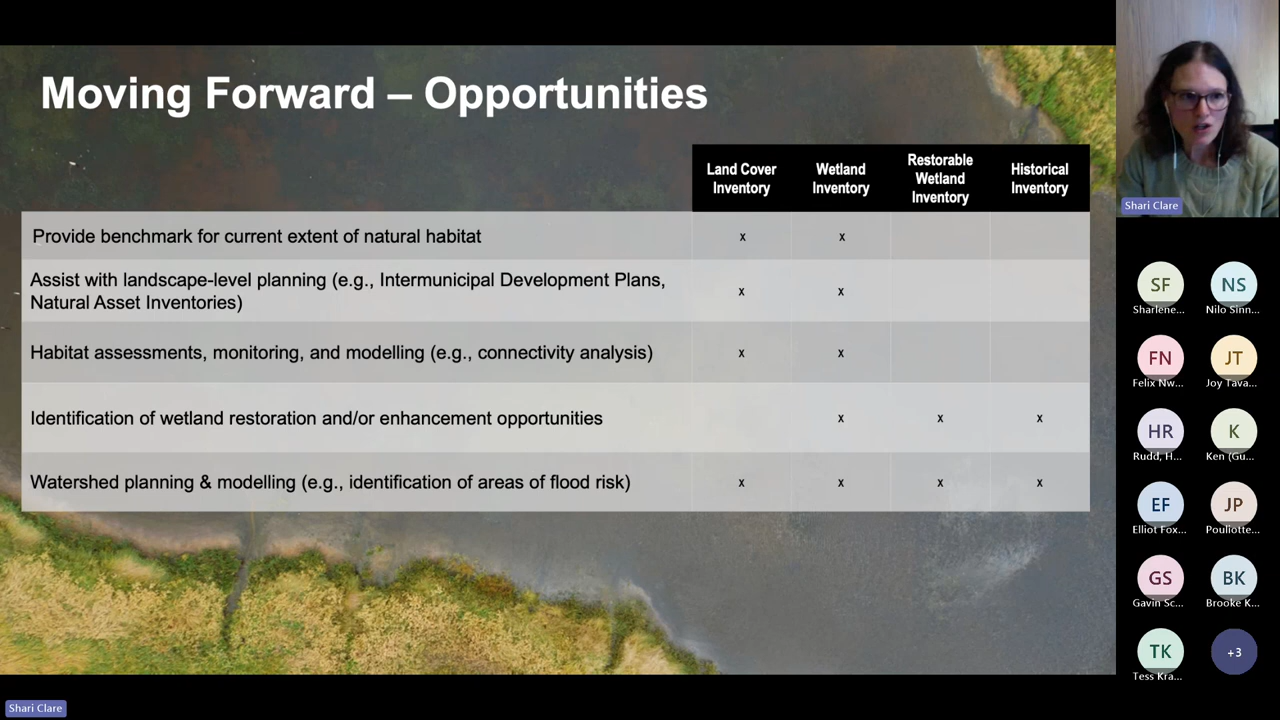 Moving Forward – Opportunities
Land Cover
Inventory
Wetland
Inventory
Restorable
Wetland
Inventory
Historical
Inventory
Provide benchmark for current extent of natural habitat
x x
Assist with landscape-level planning (e.g., Intermunicipal Development Plans,
Natural Asset Inventories)
x x
Habitat assessments, monitoring, and modelling (e.g., connectivity analysis)
x x
Identification of wetland restoration and/or enhancement opportunities
x x x
Watershed planning & modelling (e.g., identification of areas of flood risk)
x x x x
Shari Clare
SF
Sharlene...
NS
Nilo Sinn...
FN
Felix Nw...
JT
Joy Tava...
HR
Rudd, H...
K
Ken (Gu...
EF
Elliot Fox...
JP
Pouliotte...
GS
Gavin Sc...
BK
Brooke K...
TK
Tess Kra...
+3
Shari Clare